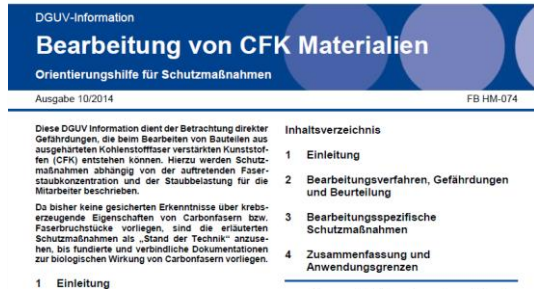 DGUV-Information
Bearbeitung von CFK Materialien
Orientierungshilfe für Schutzmaßnahmen
Ausgabe 10/2014
FB HM-074
Diese DGUV Information dient der Betrachtung direkter
Gefährdungen, die beim Bearbeiten von Bauteilen aus
ausgehärteten Kohlenstofffaser verstärkten Kunststof-
fen (CFK) entstehen können. Hierzu werden Schutz-
maßnahmen abhängig von der auftretenden Faser-
staubkonzentration und der Staubbelastung für die
Mitarbeiter beschrieben.
Da bisher keine gesicherten Erkenntnisse über krebs-
erzeugende Eigenschaften von Carbonfasern bzw.
Faserbruchstücke vorliegen, sind die erläuterten
Schutzmaßnahmen als „Stand der Technik“ anzuse-
hen, bis fundierte und verbindliche Dokumentationen
zur biologischen Wirkung von Carbonfasern vorliegen.
1 Einleitung
Inhaltsverzeichnis
1 Einleitung
2 Bearbeitungsverfahren, Gefährdungen
und Beurteilung
3 Bearbeitungsspezifische
Schutzmaßnahmen
4 Zusammenfassung und
Anwendungsgrenzen